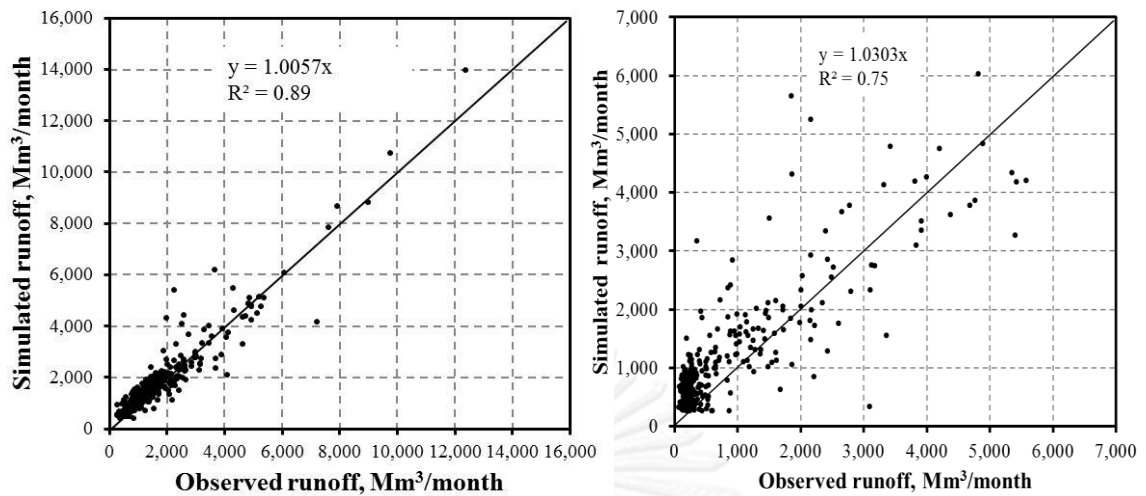 16,000
14,000
12,000
10,000
8,000
6,000
4,000
2,000
0
y = 1.0057x
R² = 0.89
Simulated runoff, Mm³/month
0 2,000 4,000 6,000 8,000 10,000 12,000 14,000 16,000
Observed runoff, Mm³/month
7,000
6,000
5,000
4,000
3,000
2,000
1,000
0
y = 1.0303x
R² = 0.75
Simulated runoff, Mm³/month
0 1,000 2,000 3,000 4,000 5,000 6,000 7,000
Observed runoff, Mm³/month